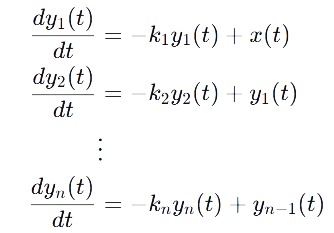 dy₁(t)/dt = −k₁y₁(t) + x(t)
dy₂(t)/dt = −k₂y₂(t) + y₁(t)
⋮
dyₙ(t)/dt = −kₙyₙ(t) + yₙ₋₁(t)